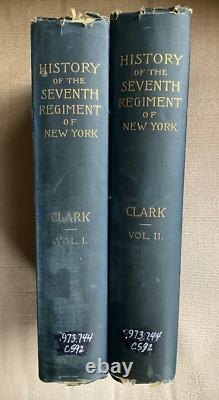 HISTORY
OF THE
SEVENTH
REGIMENT
OF
NEW YORK
CLARK
VOL. I.
973.744
C592
HISTORY
OF THE
SEVENTH
REGIMENT
OF
NEW YORK
CLARK
VOL. II.
973.744
C592